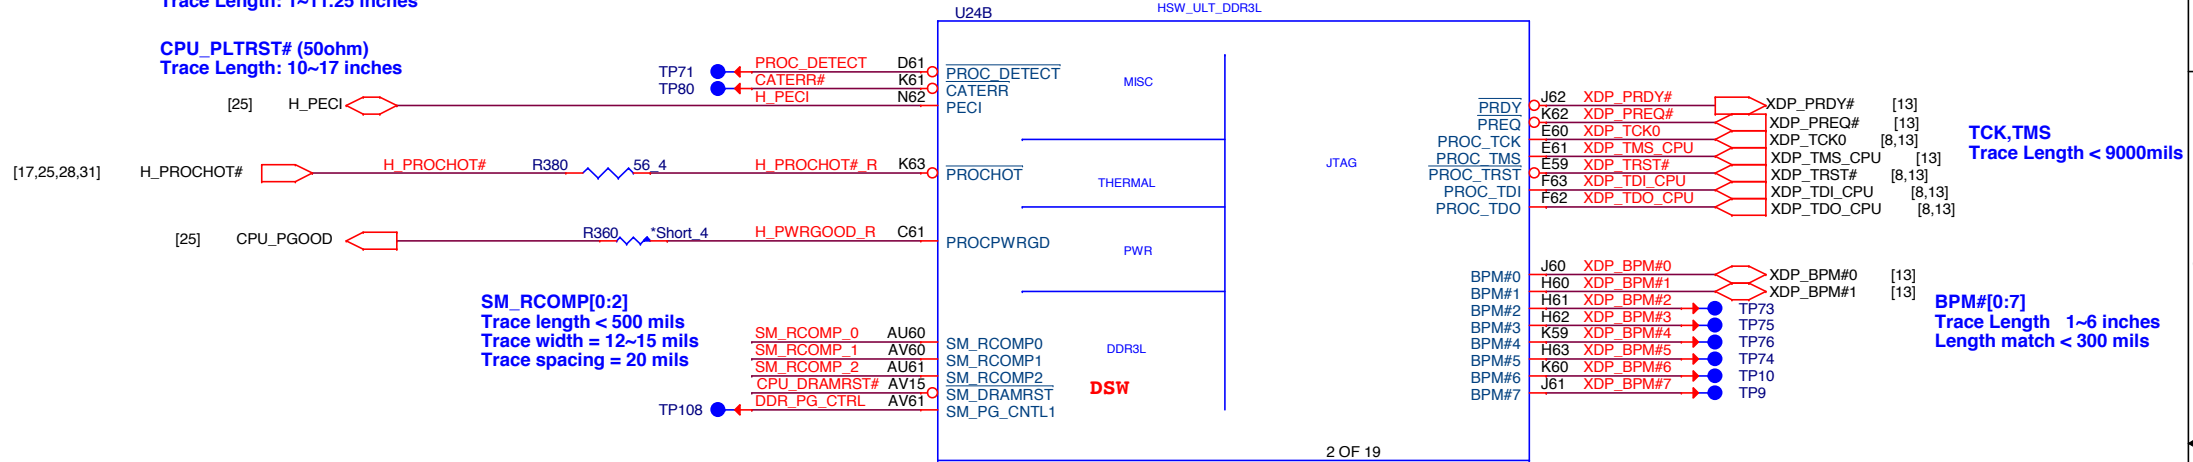 Trace Length: 1~11.25 inches
CPU_PLTRST# (50ohm)
Trace Length: 10~17 inches
U24B
HSW_ULT_DDR3L
TP71 PROC_DETECT D61 PROC_DETECT
TP80 CATERR# K61 CATERR
[25] H_PECI H_PECI N62 PECI
MISC
[17,25,28,31] H_PROCHOT# H_PROCHOT# R380 56_4 H_PROCHOT#_R K63 PROCHOT
THERMAL
[25] CPU_PGOOD R360 *Short_4 H_PWRGOOD_R C61 PROCPWRGD
PWR
SM_RCOMP[0:2]
Trace length < 500 mils
Trace width = 12~15 mils
Trace spacing = 20 mils
SM_RCOMP_0 AU60 SM_RCOMP0
SM_RCOMP_1 AV60 SM_RCOMP1
SM_RCOMP_2 AU61 SM_RCOMP2
CPU_DRAMRST# AV15 SM_DRAMRST
TP108 DDR_PG_CTRL AV61 SM_PG_CNTL1
DDR3L
DSW
JTAG
PRDY J62 XDP_PRDY# XDP_PRDY# [13]
PREQ K62 XDP_PREQ# XDP_PREQ# [13]
PROC_TCK E60 XDP_TCK0 XDP_TCK0 [8,13]
PROC_TMS E61 XDP_TMS_CPU XDP_TMS_CPU [13]
PROC_TRST E59 XDP_TRST# XDP_TRST# [8,13]
PROC_TDI F63 XDP_TDI_CPU XDP_TDI_CPU [8,13]
PROC_TDO F62 XDP_TDO_CPU XDP_TDO_CPU [8,13]
TCK,TMS
Trace Length < 9000mils
BPM#0 J60 XDP_BPM#0 XDP_BPM#0 [13]
BPM#1 H60 XDP_BPM#1 XDP_BPM#1 [13]
BPM#2 H61 XDP_BPM#2 TP73
BPM#3 H62 XDP_BPM#3 TP75
BPM#4 K59 XDP_BPM#4 TP76
BPM#5 H63 XDP_BPM#5 TP74
BPM#6 K60 XDP_BPM#6 TP10
BPM#7 J61 XDP_BPM#7 TP9
BPM#[0:7]
Trace Length 1~6 inches
Length match < 300 mils
2 OF 19